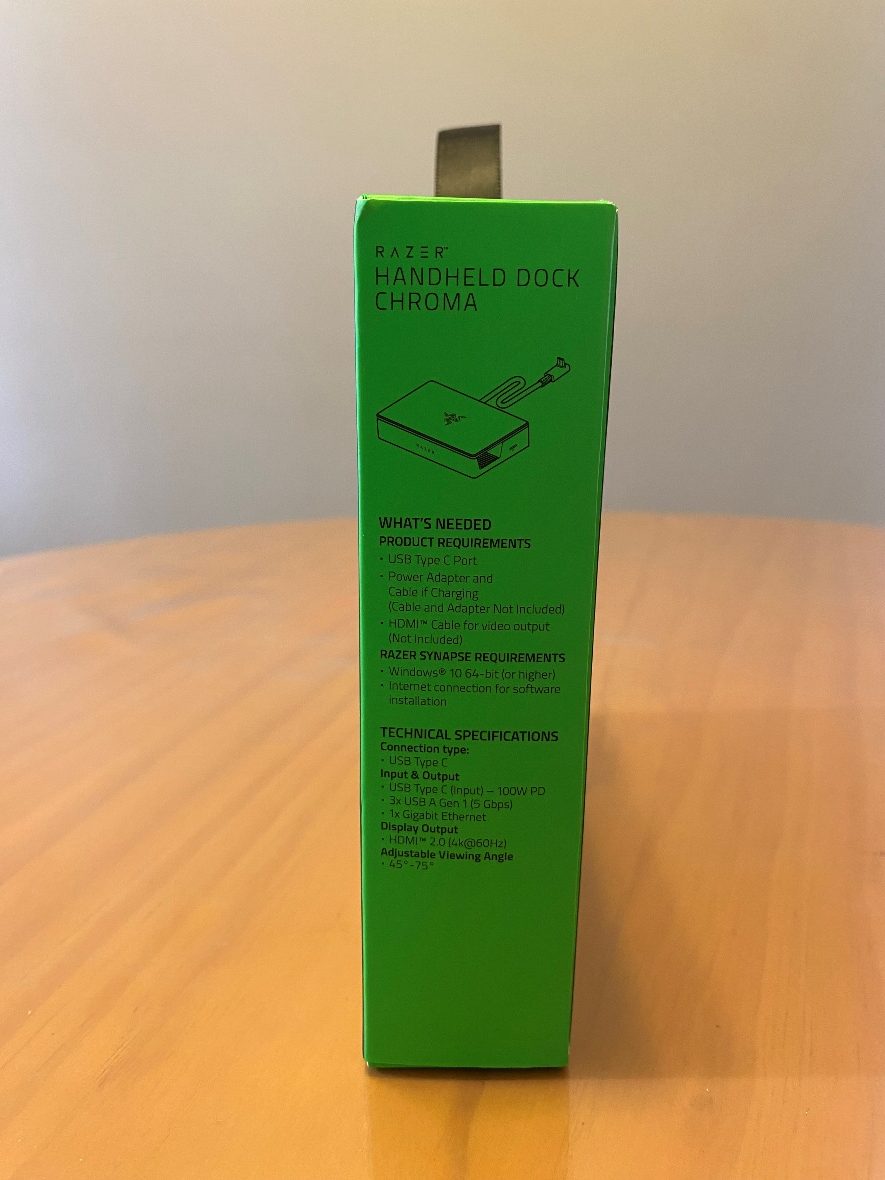 RAZER™
HANDHELD DOCK
CHROMA
RAZER
WHAT'S NEEDED
PRODUCT REQUIREMENTS
· USB Type C Port
· Power Adapter and
Cable if Charging
(Cable and Adapter Not Included)
· HDMI™ Cable for video output
(Not Included)
RAZER SYNAPSE REQUIREMENTS
· Windows® 10 64-bit (or higher)
· Internet connection for software
installation
TECHNICAL SPECIFICATIONS
Connection type:
· USB Type C
Input & Output
· USB Type C (Input) – 100W PD
· 3x USB A Gen 1 (5 Gbps)
· 1x Gigabit Ethernet
Display Output
· HDMI™ 2.0 (4k@60Hz)
Adjustable Viewing Angle
· 45°-75°